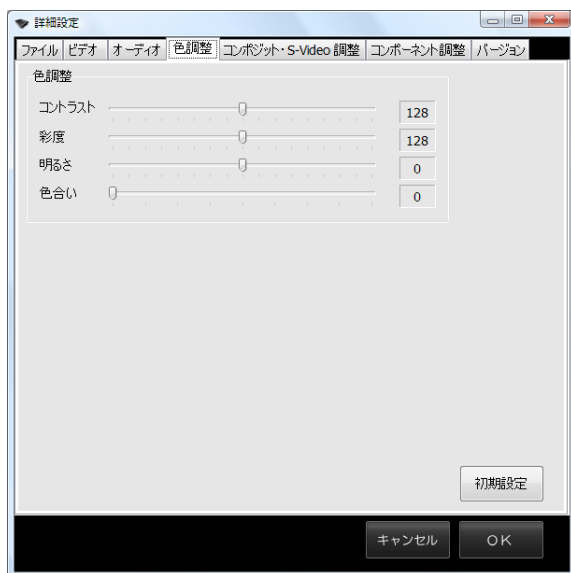 詳細設定
ファイル ビデオ オーディオ 色調整 コンポジット・S-Video 調整 コンポーネント調整 バージョン
色調整
コントラスト 128
彩度 128
明るさ 0
色合い 0
初期設定
キャンセル OK